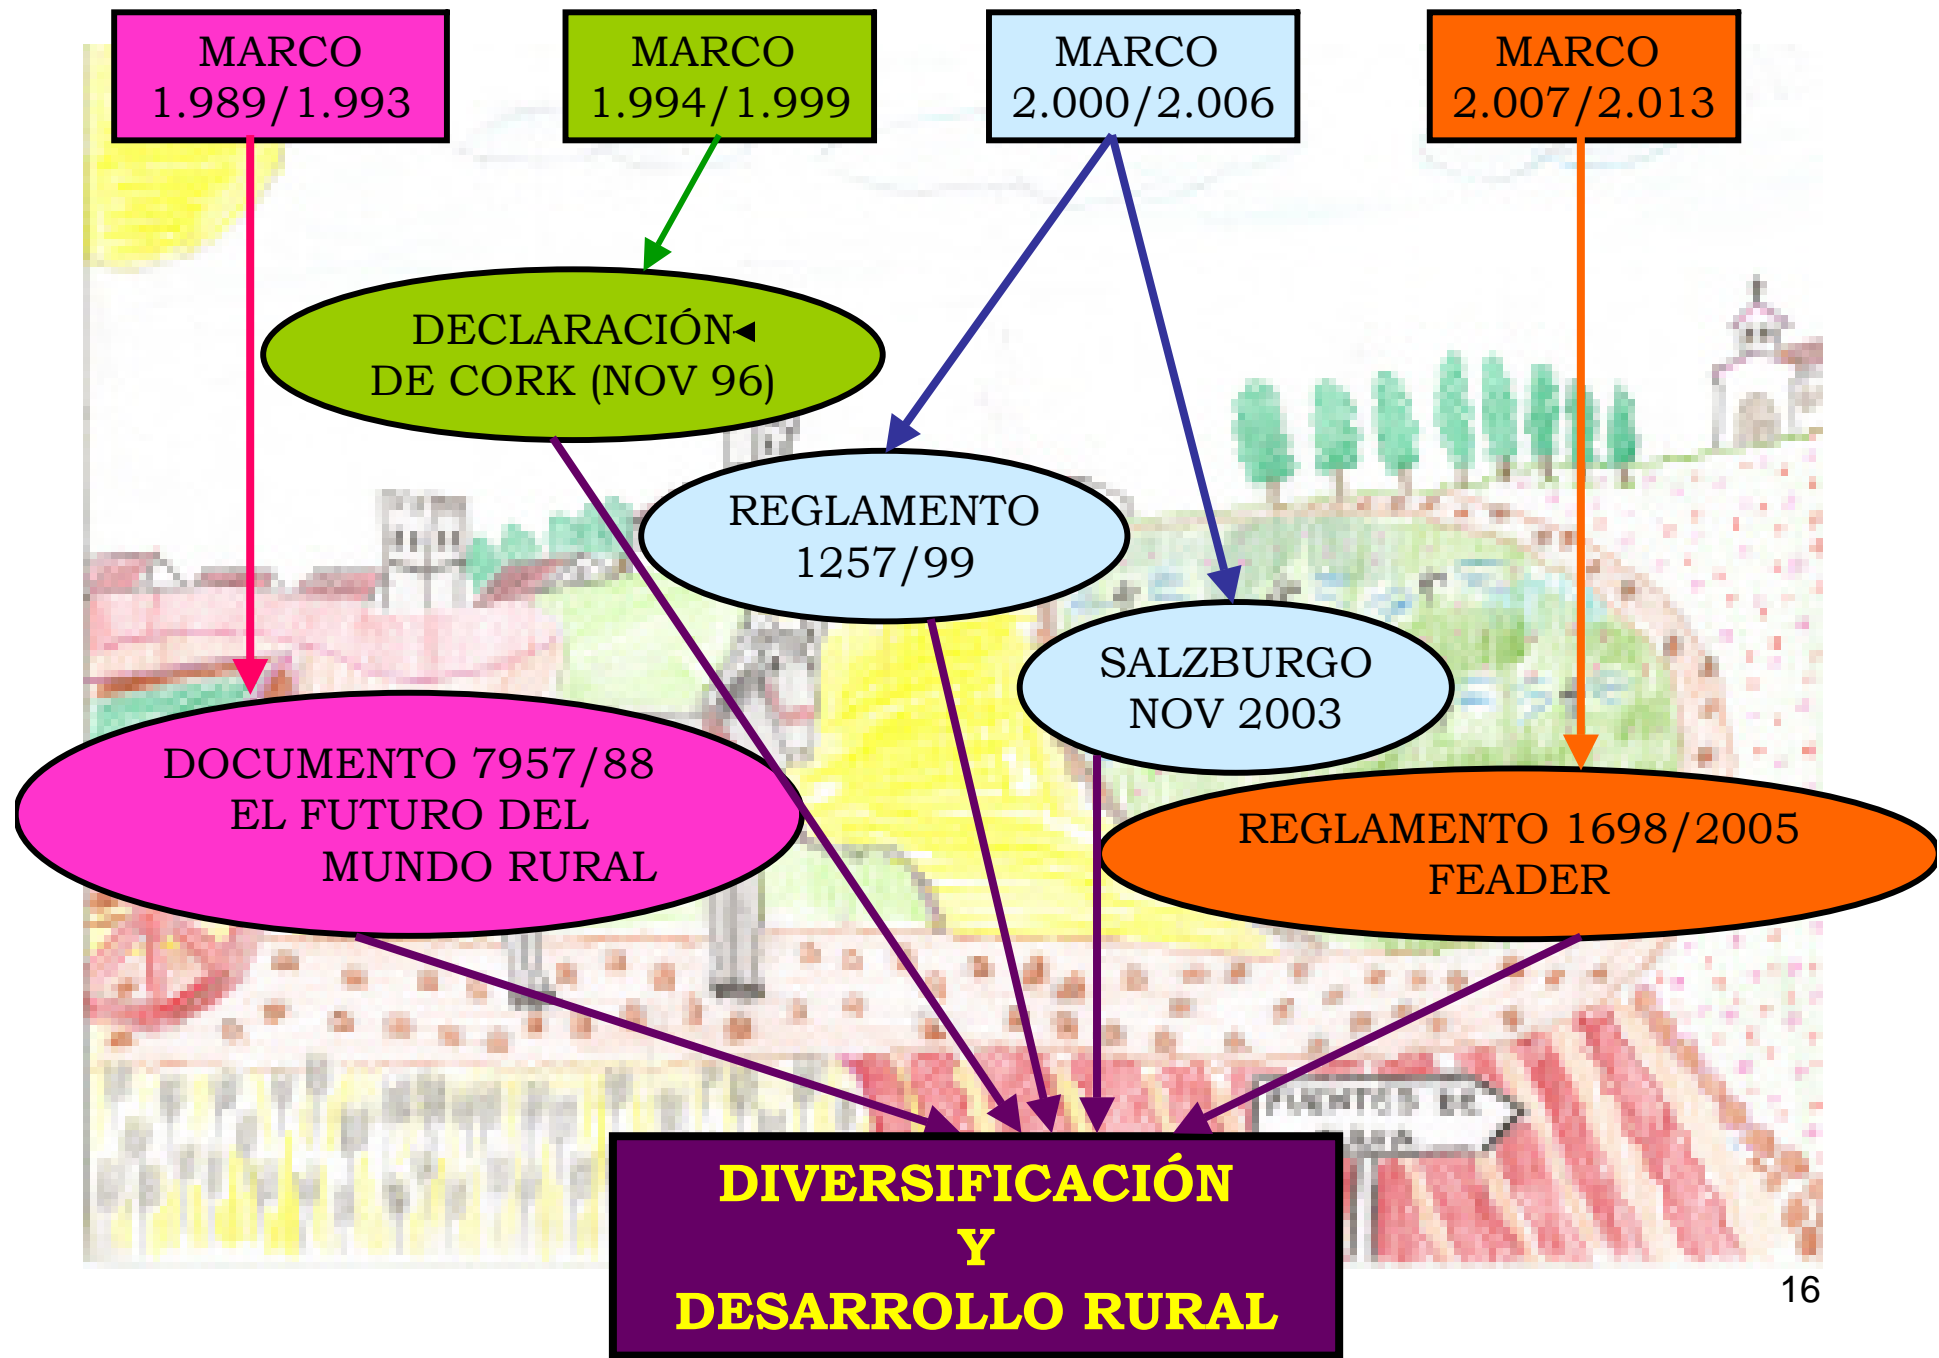 MARCO
1.989/1.993
MARCO
1.994/1.999
MARCO
2.000/2.006
MARCO
2.007/2.013
DECLARACIÓN
DE CORK (NOV 96)
REGLAMENTO
1257/99
SALZBURGO
NOV 2003
DOCUMENTO 7957/88
EL FUTURO DEL
MUNDO RURAL
REGLAMENTO 1698/2005
FEADER
DIVERSIFICACIÓN
Y
DESARROLLO RURAL
16